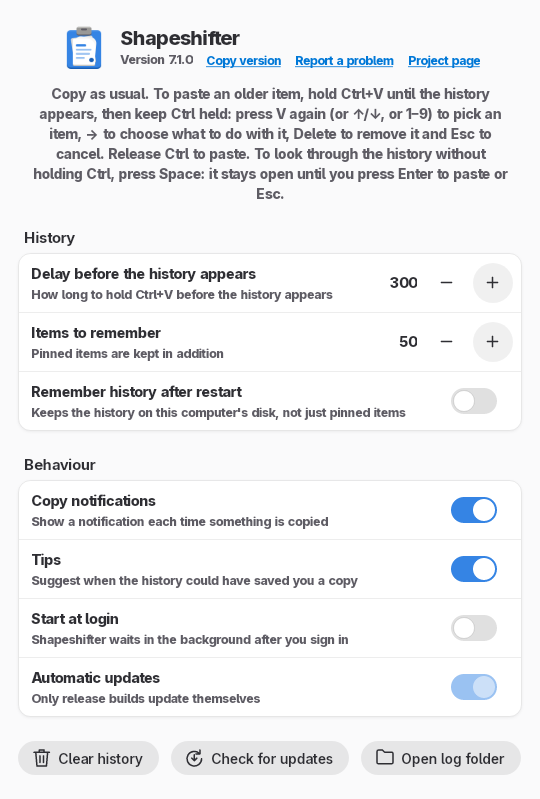 Shapeshifter
Version 7.1.0 Copy version Report a problem Project page
Copy as usual. To paste an older item, hold Ctrl+V until the history
appears, then keep Ctrl held: press V again (or ↑/↓, or 1–9) to pick an
item, → to choose what to do with it, Delete to remove it and Esc to
cancel. Release Ctrl to paste. To look through the history without
holding Ctrl, press Space: it stays open until you press Enter to paste or
Esc.
History
Delay before the history appears
How long to hold Ctrl+V before the history appears
300 − +
Items to remember
Pinned items are kept in addition
50 − +
Remember history after restart
Keeps the history on this computer's disk, not just pinned items
Behaviour
Copy notifications
Show a notification each time something is copied
Tips
Suggest when the history could have saved you a copy
Start at login
Shapeshifter waits in the background after you sign in
Automatic updates
Only release builds update themselves
Clear history Check for updates Open log folder